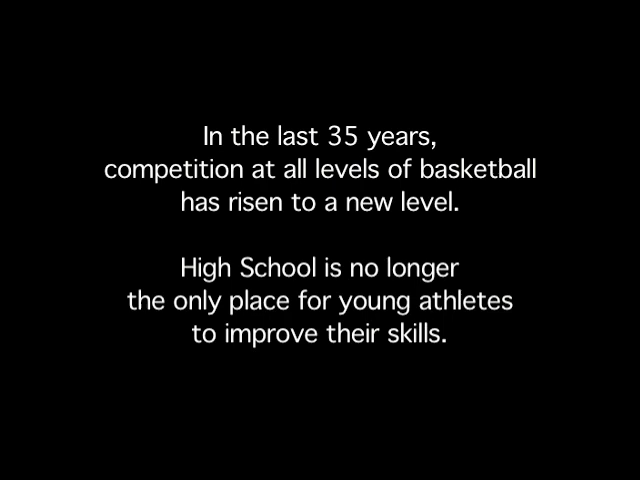 In the last 35 years,
competition at all levels of basketball
has risen to a new level.
High School is no longer
the only place for young athletes
to improve their skills.